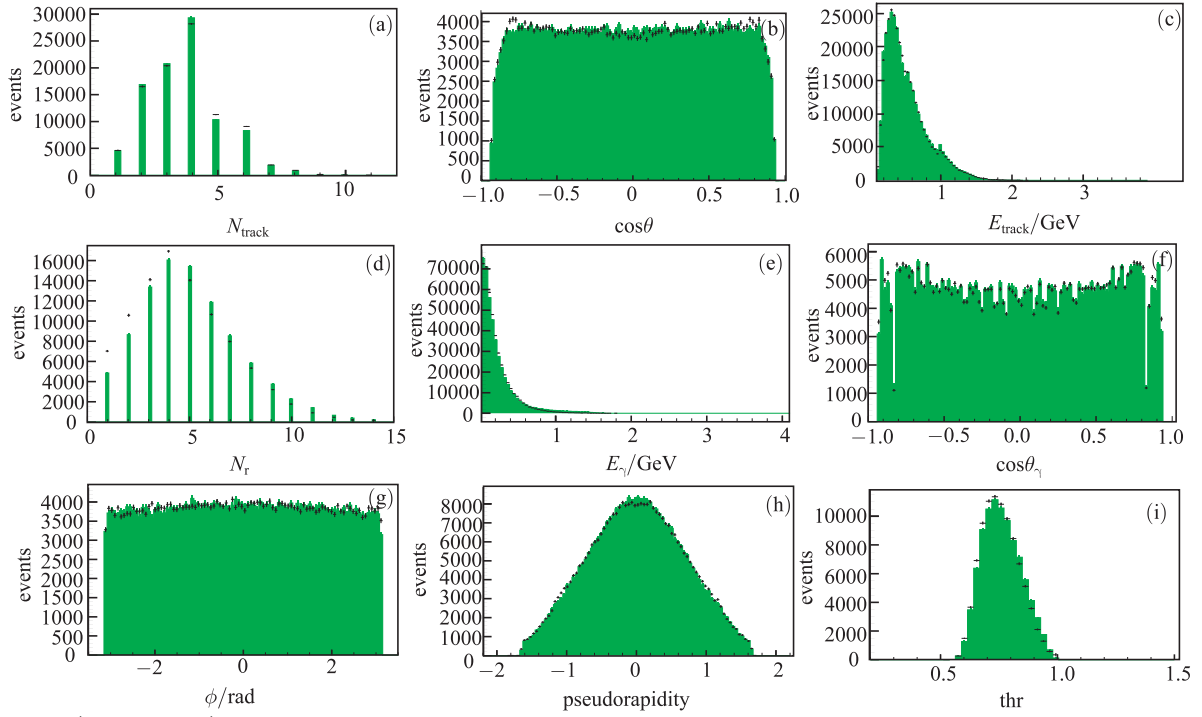 (a)
events
30000
25000
20000
15000
10000
5000
0
0 5 10
N_track
(b)
events
4000
3500
3000
2500
2000
1500
1000
500
0
−1.0 −0.5 0 0.5 1.0
cosθ
(c)
events
25000
20000
15000
10000
5000
0
1 2 3
E_track/GeV
(d)
events
16000
14000
12000
10000
8000
6000
4000
2000
0
0 5 10 15
N_r
(e)
events
70000
60000
50000
40000
30000
20000
10000
0
1 2 3 4
E_γ/GeV
(f)
events
6000
5000
4000
3000
2000
1000
0
−1.0 −0.5 0.0 0.5 1.0
cosθ_γ
(g)
events
4000
3500
3000
2500
2000
1500
1000
500
0
−2 0 2
ϕ/rad
(h)
events
8000
7000
6000
5000
4000
3000
2000
1000
0
−2 −1 0 1 2
pseudorapidity
(i)
events
10000
8000
6000
4000
2000
0
0.5 1.0 1.5
thr